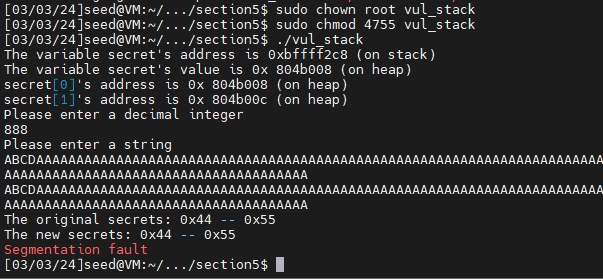 [03/03/24]seed@VM:~/.../section5$ sudo chown root vul_stack
[03/03/24]seed@VM:~/.../section5$ sudo chmod 4755 vul_stack
[03/03/24]seed@VM:~/.../section5$ ./vul_stack
The variable secret's address is 0xbffff2c8 (on stack)
The variable secret's value is 0x 804b008 (on heap)
secret[0]'s address is 0x 804b008 (on heap)
secret[1]'s address is 0x 804b00c (on heap)
Please enter a decimal integer
888
Please enter a string
ABCDAAAAAAAAAAAAAAAAAAAAAAAAAAAAAAAAAAAAAAAAAAAAAAAAAAAAAAAAAAAAAAAAAAAAAAA
AAAAAAAAAAAAAAAAAAAAAAAAAAAAAAAAAAAAAA
ABCDAAAAAAAAAAAAAAAAAAAAAAAAAAAAAAAAAAAAAAAAAAAAAAAAAAAAAAAAAAAAAAAAAAAAAAA
AAAAAAAAAAAAAAAAAAAAAAAAAAAAAAAAAAAAAA
The original secrets: 0x44 -- 0x55
The new secrets: 0x44 -- 0x55
Segmentation fault
[03/03/24]seed@VM:~/.../section5$